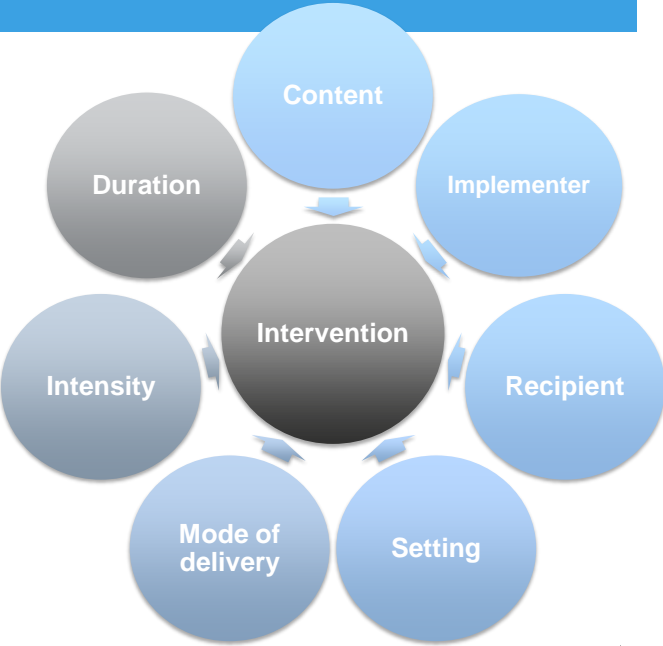 Content
Implementer
Recipient
Setting
Mode of
delivery
Intensity
Duration
Intervention